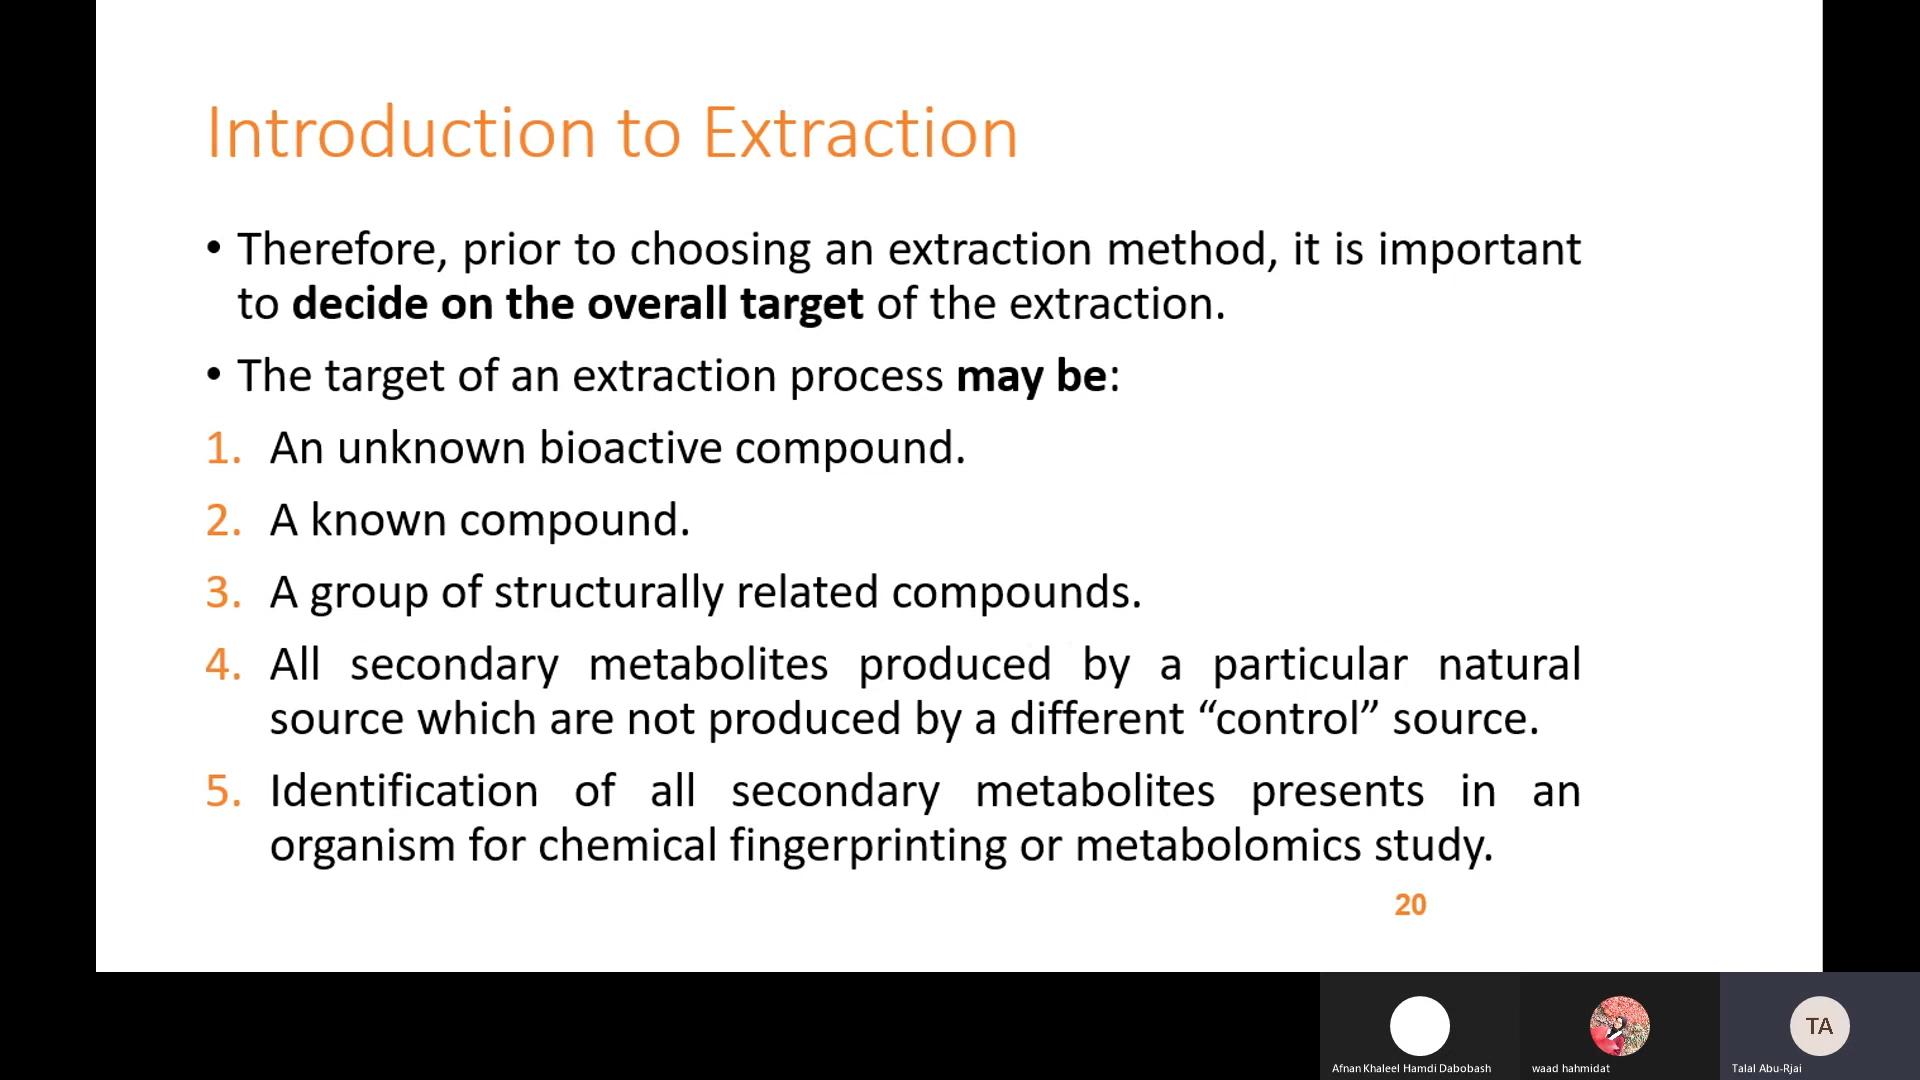 Introduction to Extraction
• Therefore, prior to choosing an extraction method, it is important
to decide on the overall target of the extraction.
• The target of an extraction process may be:
1. An unknown bioactive compound.
2. A known compound.
3. A group of structurally related compounds.
4. All secondary metabolites produced by a particular natural
source which are not produced by a different “control” source.
5. Identification of all secondary metabolites presents in an
organism for chemical fingerprinting or metabolomics study.
20
TA
Afnan Khaleel Hamdi Dabobash
waad hahmidat
Talal Abu-Rjai